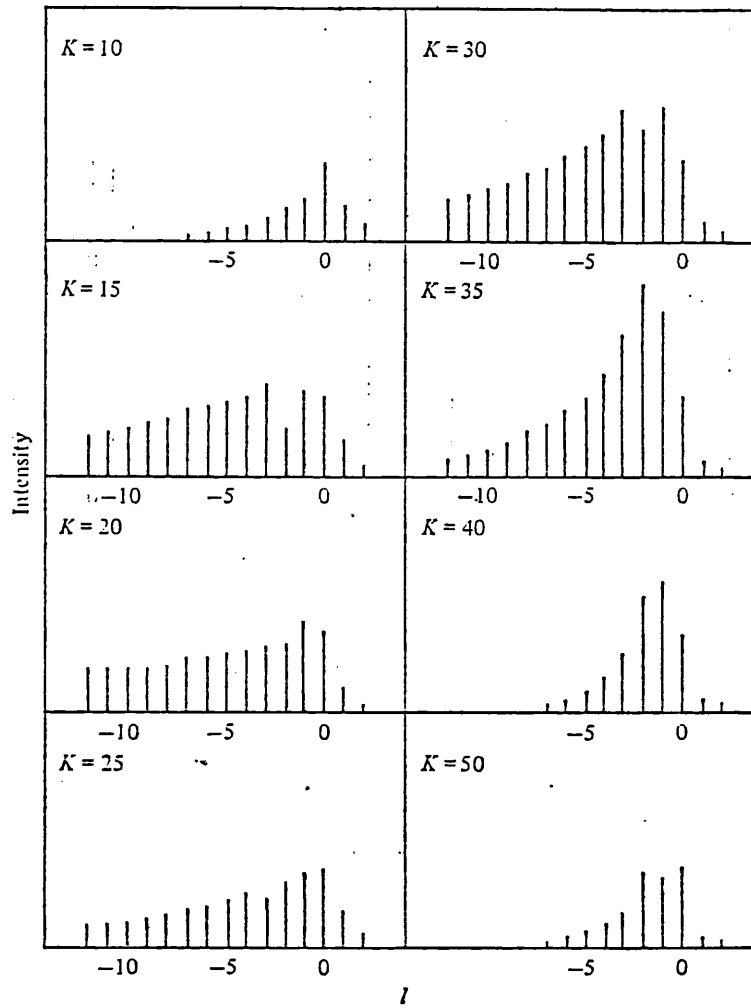 K = 10
K = 30
−5 0
−10 −5 0
K = 15
K = 35
−10 −5 0
−10 −5 0
Intensity
K = 20
K = 40
−10 −5 0
−5 0
K = 25
K = 50
−10 −5 0
−5 0
l